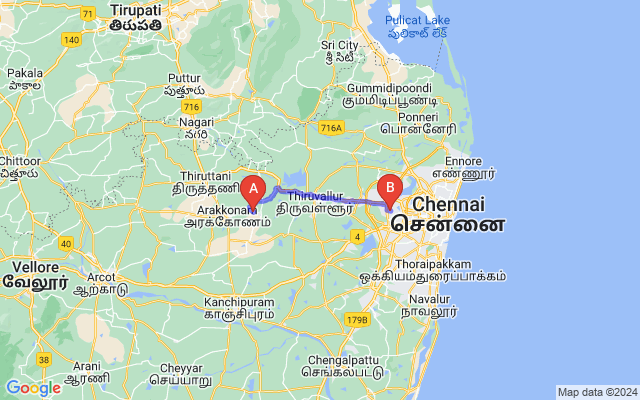 Tirupati
திருபதி
Pulicat Lake
புலிகாட் லேக்
71
140
Sri City
ஸ்ரீ சிட்டி
Pakala
పాకాల
Puttur
புத்தூர்
Gummidipoondi
கும்மிடிப்பூண்டி
716
Ponneri
பொன்னேரி
Nagari
నగరి
716A
Chittoor
చిత్తూరు
Ennore
எண்ணூர்
Thiruttani
திருத்தணி
A
B
Thiruvallur
திருவள்ளூர்
Arakkonam
அரக்கோணம்
Chennai
சென்னை
40
4
Vellore
வேலூர்
Arcot
ஆற்காடு
Thoraipakkam
ஒக்கியம்துரைப்பாக்கம்
Kanchipuram
காஞ்சிபுரம்
Navalur
நாவலூர்
179B
38
Arani
ஆரணி
Cheyyar
செய்யாறு
Chengalpattu
செங்கல்பட்டு
Google
Map data ©2024